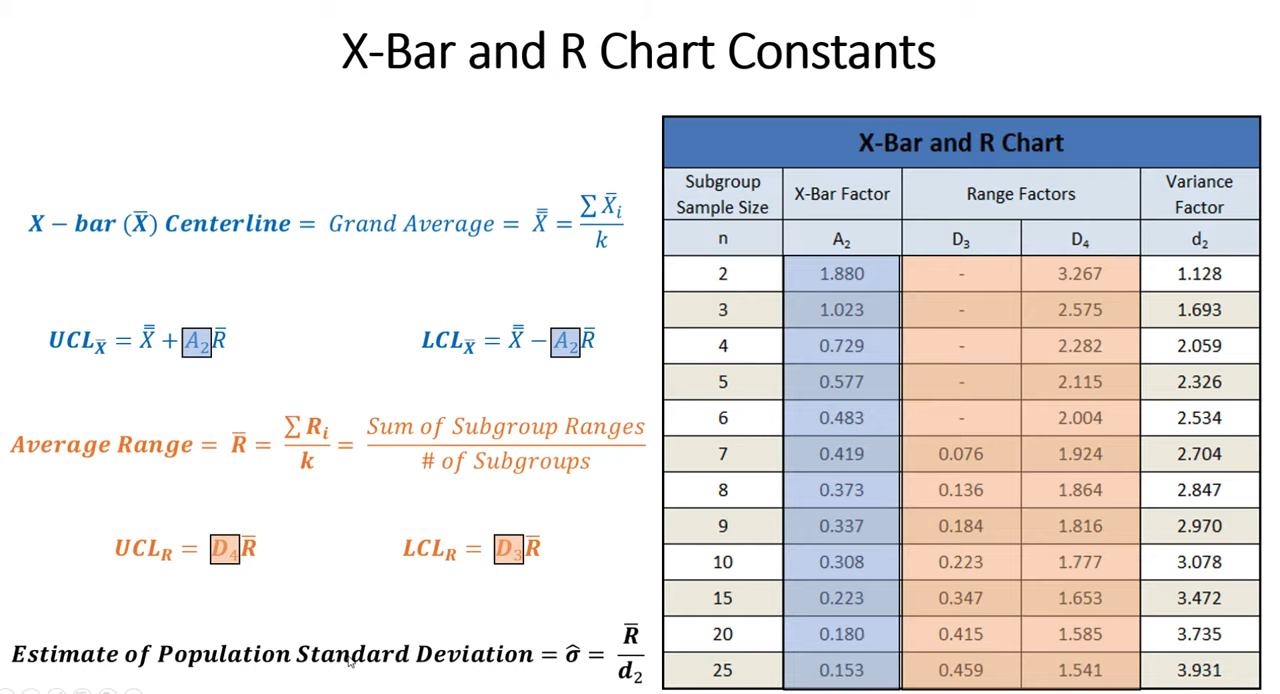 X-Bar and R Chart Constants
X − bar (X̄) Centerline = Grand Average = X̿ = ∑ X̄ᵢ / k
UCL_X̄ = X̿ + A₂R̄
LCL_X̄ = X̿ − A₂R̄
Average Range = R̄ = ∑ Rᵢ / k = Sum of Subgroup Ranges / # of Subgroups
UCL_R = D₄R̄
LCL_R = D₃R̄
Estimate of Population Standard Deviation = σ̂ = R̄ / d₂
X-Bar and R Chart
Subgroup Sample Size X-Bar Factor Range Factors Variance Factor
n A₂ D₃ D₄ d₂
2 1.880 - 3.267 1.128
3 1.023 - 2.575 1.693
4 0.729 - 2.282 2.059
5 0.577 - 2.115 2.326
6 0.483 - 2.004 2.534
7 0.419 0.076 1.924 2.704
8 0.373 0.136 1.864 2.847
9 0.337 0.184 1.816 2.970
10 0.308 0.223 1.777 3.078
15 0.223 0.347 1.653 3.472
20 0.180 0.415 1.585 3.735
25 0.153 0.459 1.541 3.931